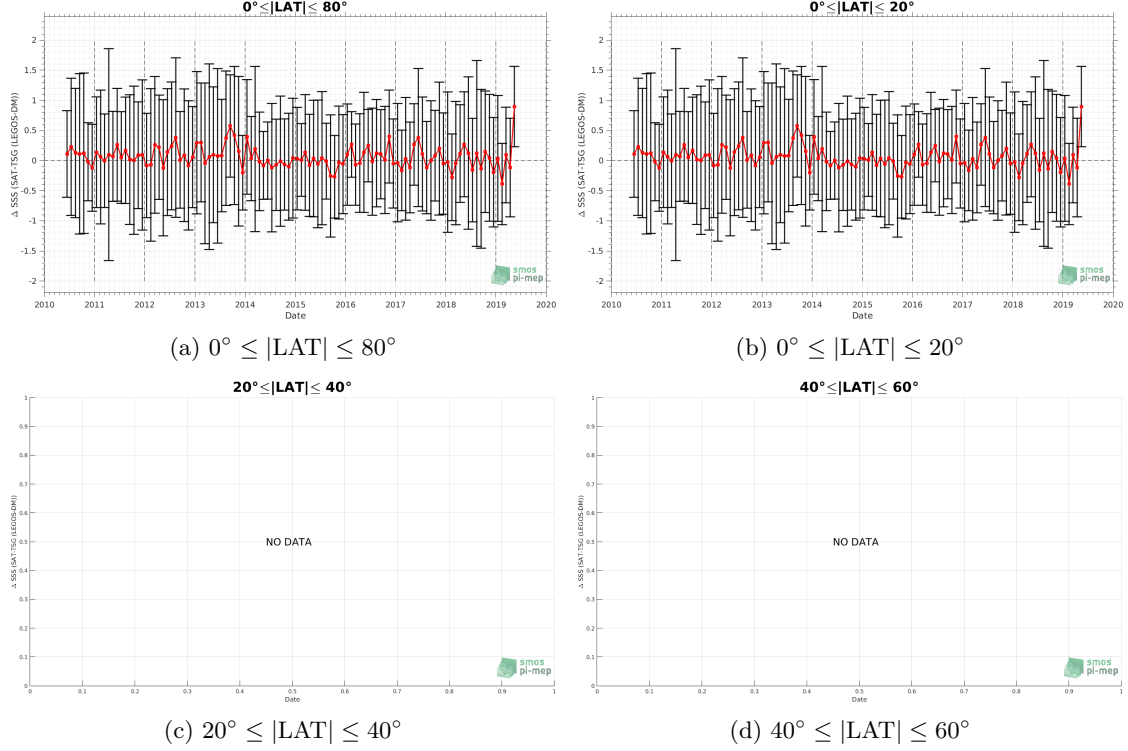 0°≤|LAT|≤ 80°
Δ SSS (SAT-TSG (LEGOS-DM))
2
1.5
1
0.5
0
-0.5
-1
-1.5
-2
2010 2011 2012 2013 2014 2015 2016 2017 2018 2019 2020
Date
smos
pi-mep
0°≤|LAT|≤ 20°
Δ SSS (SAT-TSG (LEGOS-DM))
2
1.5
1
0.5
0
-0.5
-1
-1.5
-2
2010 2011 2012 2013 2014 2015 2016 2017 2018 2019 2020
Date
smos
pi-mep
(a) 0° ≤ |LAT| ≤ 80°
(b) 0° ≤ |LAT| ≤ 20°
20°≤|LAT|≤ 40°
Δ SSS (SAT-TSG (LEGOS-DM))
1
0.9
0.8
0.7
0.6
0.5
0.4
0.3
0.2
0.1
0
NO DATA
0 0.1 0.2 0.3 0.4 0.5 0.6 0.7 0.8 0.9 1
Date
smos
pi-mep
40°≤|LAT|≤ 60°
Δ SSS (SAT-TSG (LEGOS-DM))
1
0.9
0.8
0.7
0.6
0.5
0.4
0.3
0.2
0.1
0
NO DATA
0 0.1 0.2 0.3 0.4 0.5 0.6 0.7 0.8 0.9 1
Date
smos
pi-mep
(c) 20° ≤ |LAT| ≤ 40°
(d) 40° ≤ |LAT| ≤ 60°